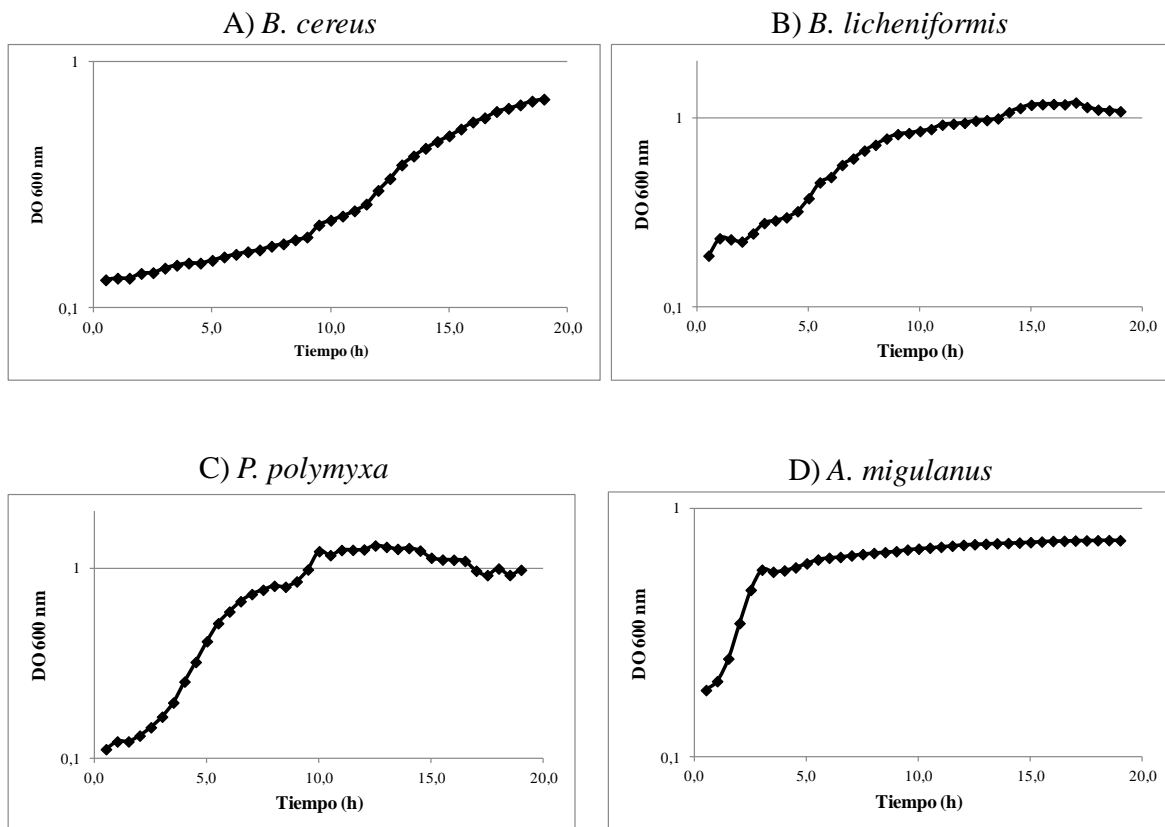 A) B. cereus
1
DO 600 nm
0,1
0,0 5,0 10,0 15,0 20,0
Tiempo (h)
B) B. licheniformis
1
DO 600 nm
0,1
0,0 5,0 10,0 15,0 20,0
Tiempo (h)
C) P. polymyxa
1
DO 600 nm
0,1
0,0 5,0 10,0 15,0 20,0
Tiempo (h)
D) A. migulanus
1
DO 600 nm
0,1
0,0 5,0 10,0 15,0 20,0
Tiempo (h)